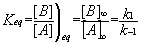 K_eq = [B]/[A])_eq = [B]_∞/[A]_∞ = k_1/k_-1